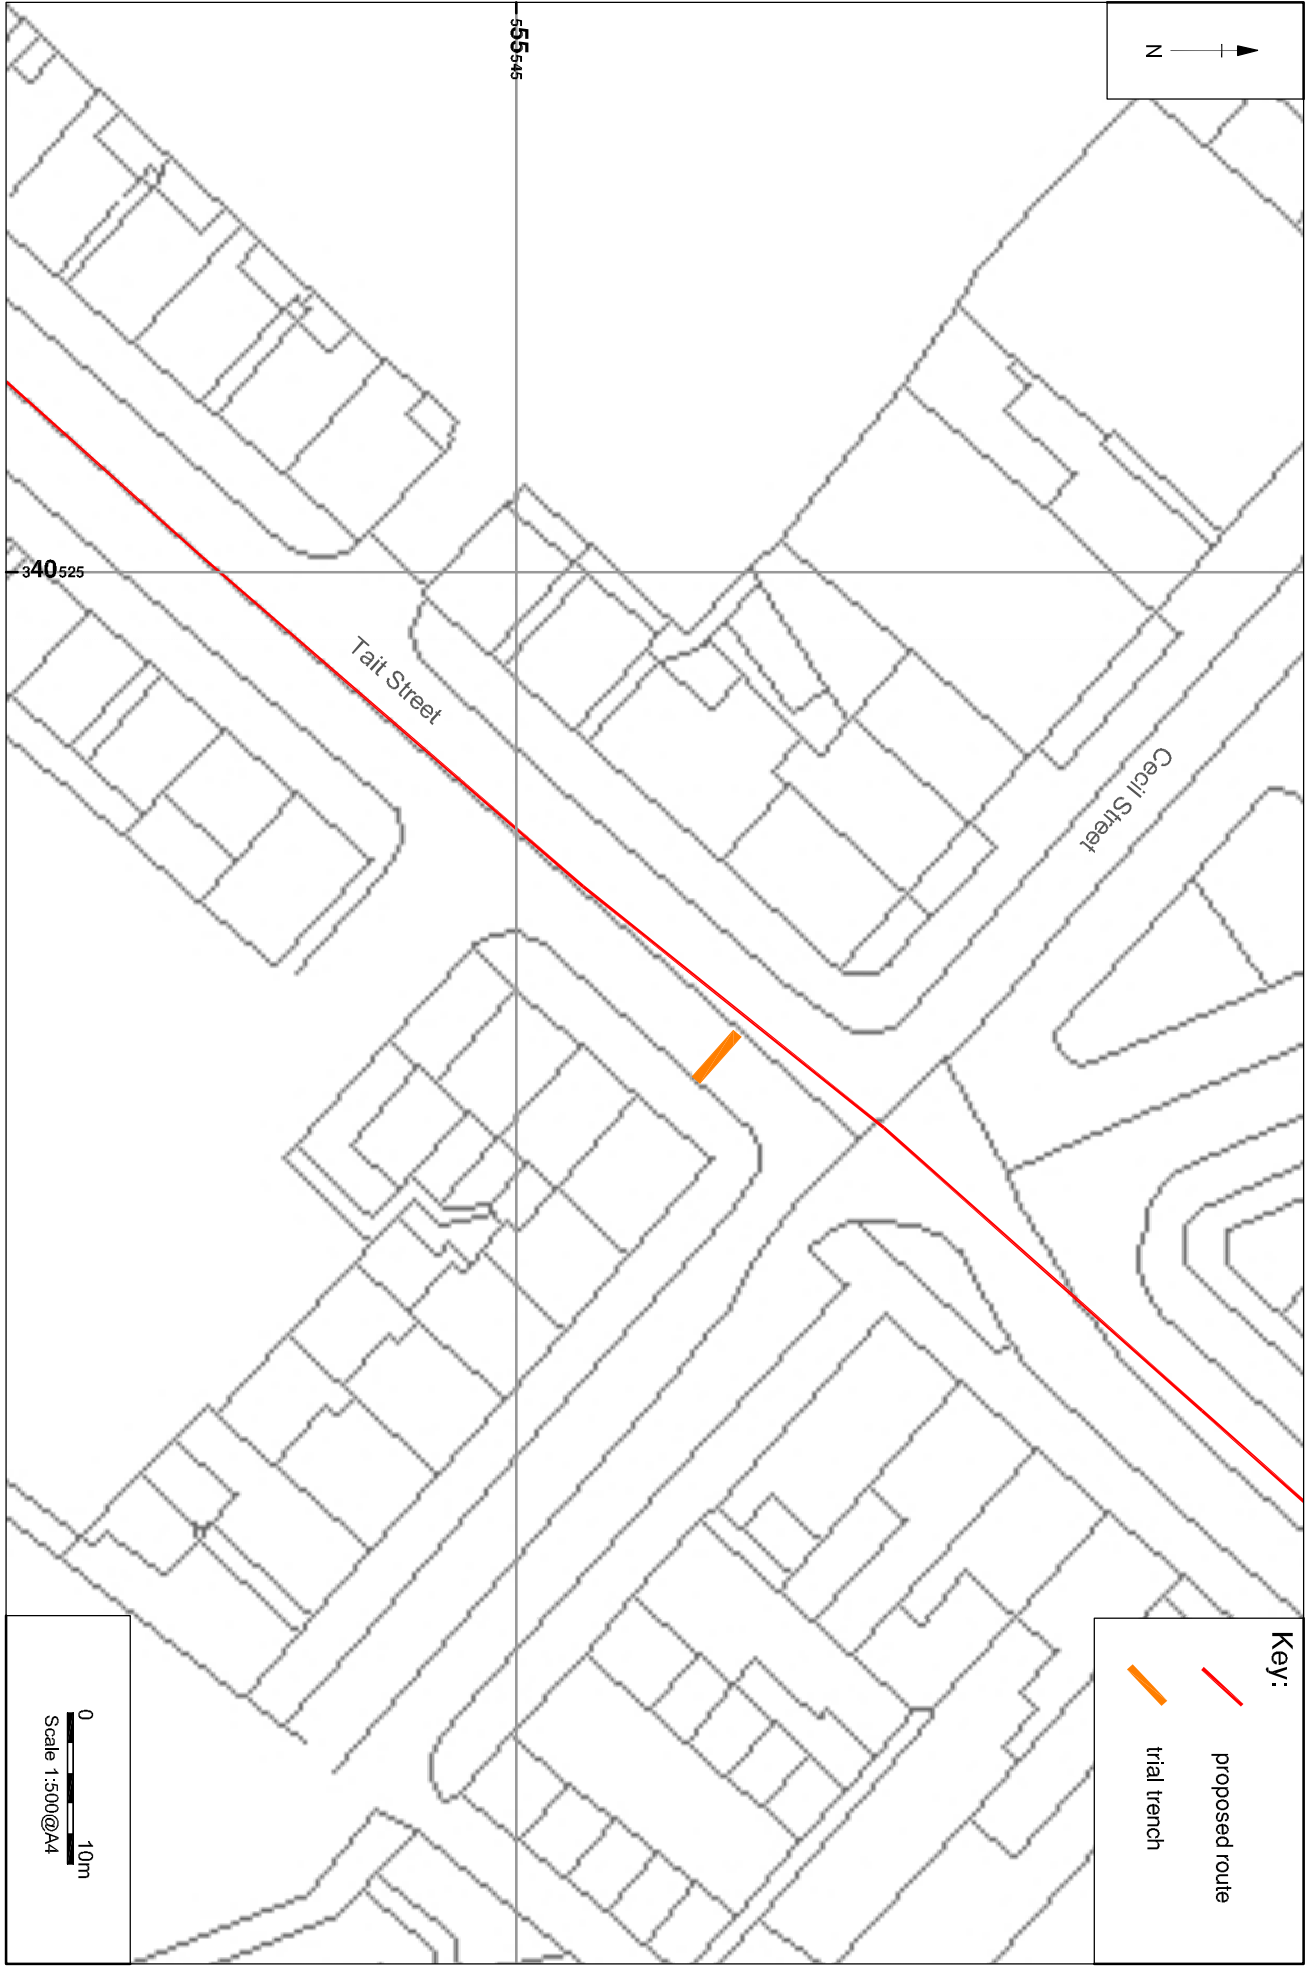 N
555545
340525
Tait Street
Cecil Street
Key:
proposed route
trial trench
0 10m
Scale 1:500@A4